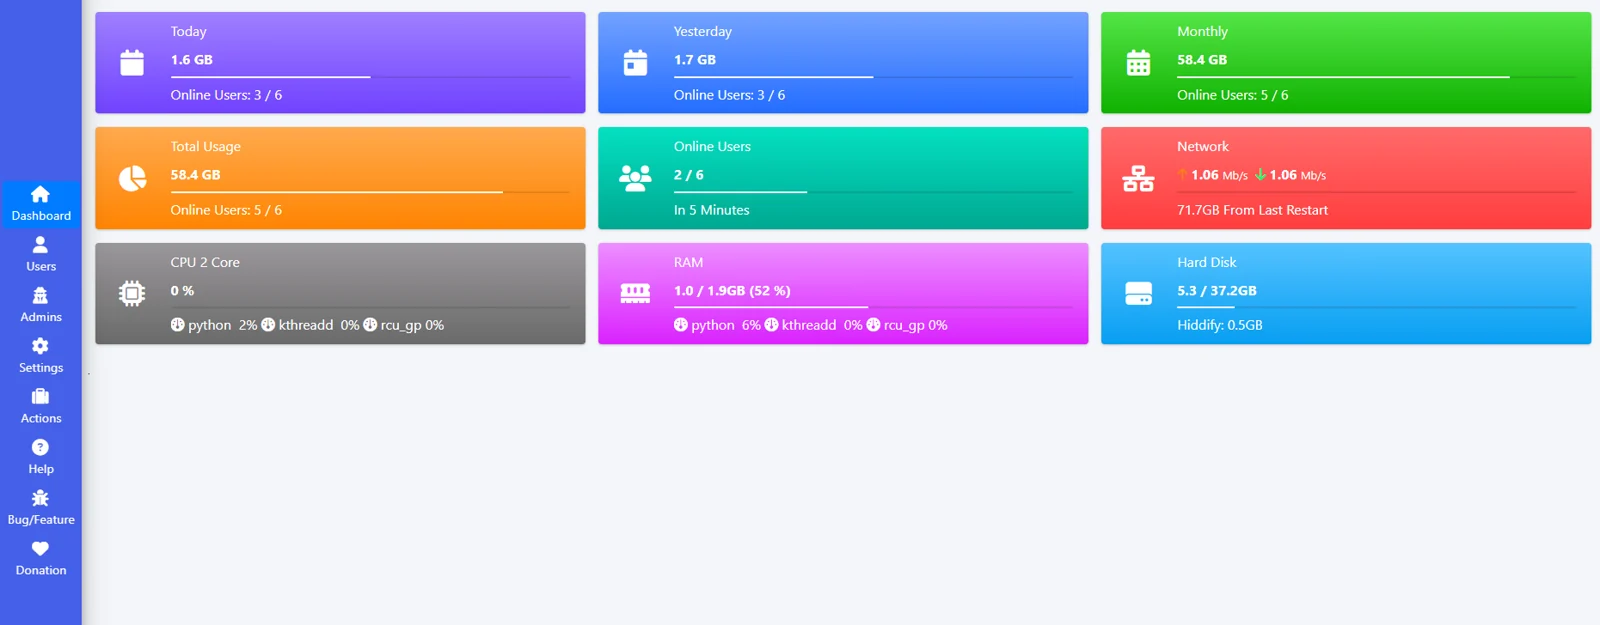 Dashboard
Users
Admins
Settings
Actions
Help
Bug/Feature
Donation
Today
1.6 GB
Online Users: 3 / 6
Yesterday
1.7 GB
Online Users: 3 / 6
Monthly
58.4 GB
Online Users: 5 / 6
Total Usage
58.4 GB
Online Users: 5 / 6
Online Users
2 / 6
In 5 Minutes
Network
1.06 Mb/s 1.06 Mb/s
71.7GB From Last Restart
CPU 2 Core
0 %
python 2% kthreadd 0% rcu_gp 0%
RAM
1.0 / 1.9GB (52 %)
python 6% kthreadd 0% rcu_gp 0%
Hard Disk
5.3 / 37.2GB
Hiddify: 0.5GB